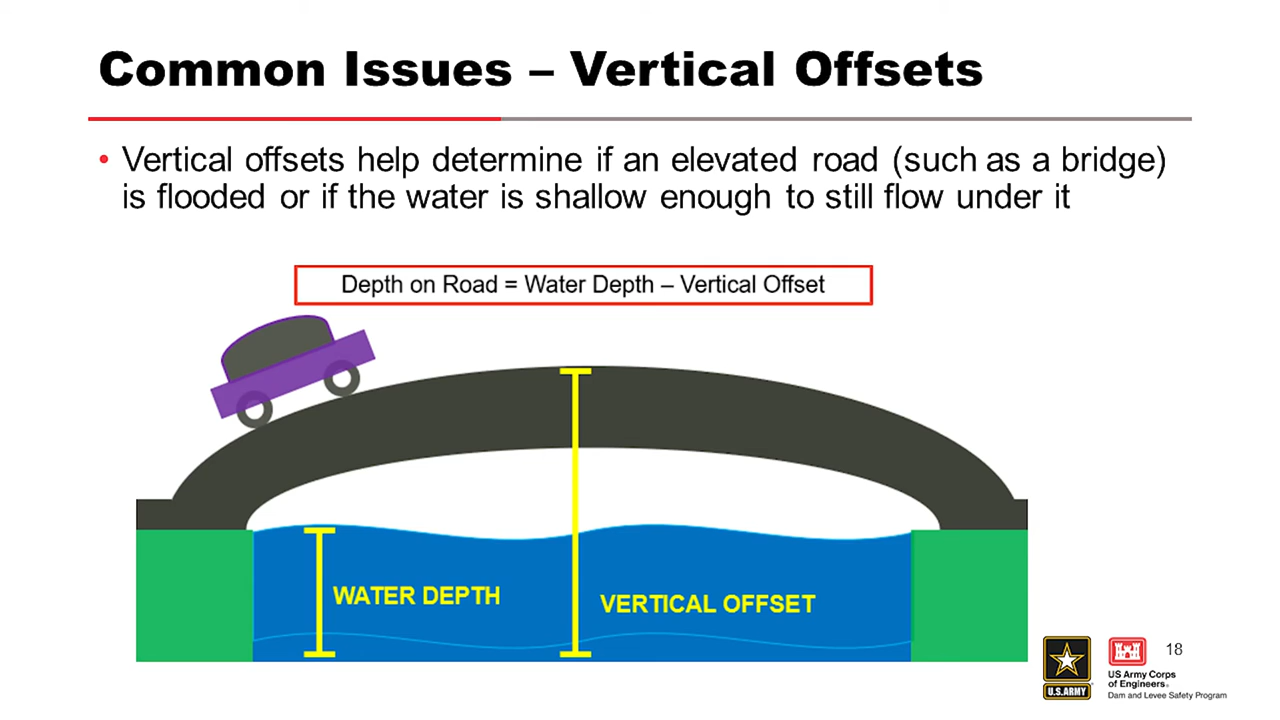 Common Issues – Vertical Offsets
• Vertical offsets help determine if an elevated road (such as a bridge)
is flooded or if the water is shallow enough to still flow under it
Depth on Road = Water Depth – Vertical Offset
WATER DEPTH
VERTICAL OFFSET
U.S.ARMY
US Army Corps
of Engineers®
Dam and Levee Safety Program
18